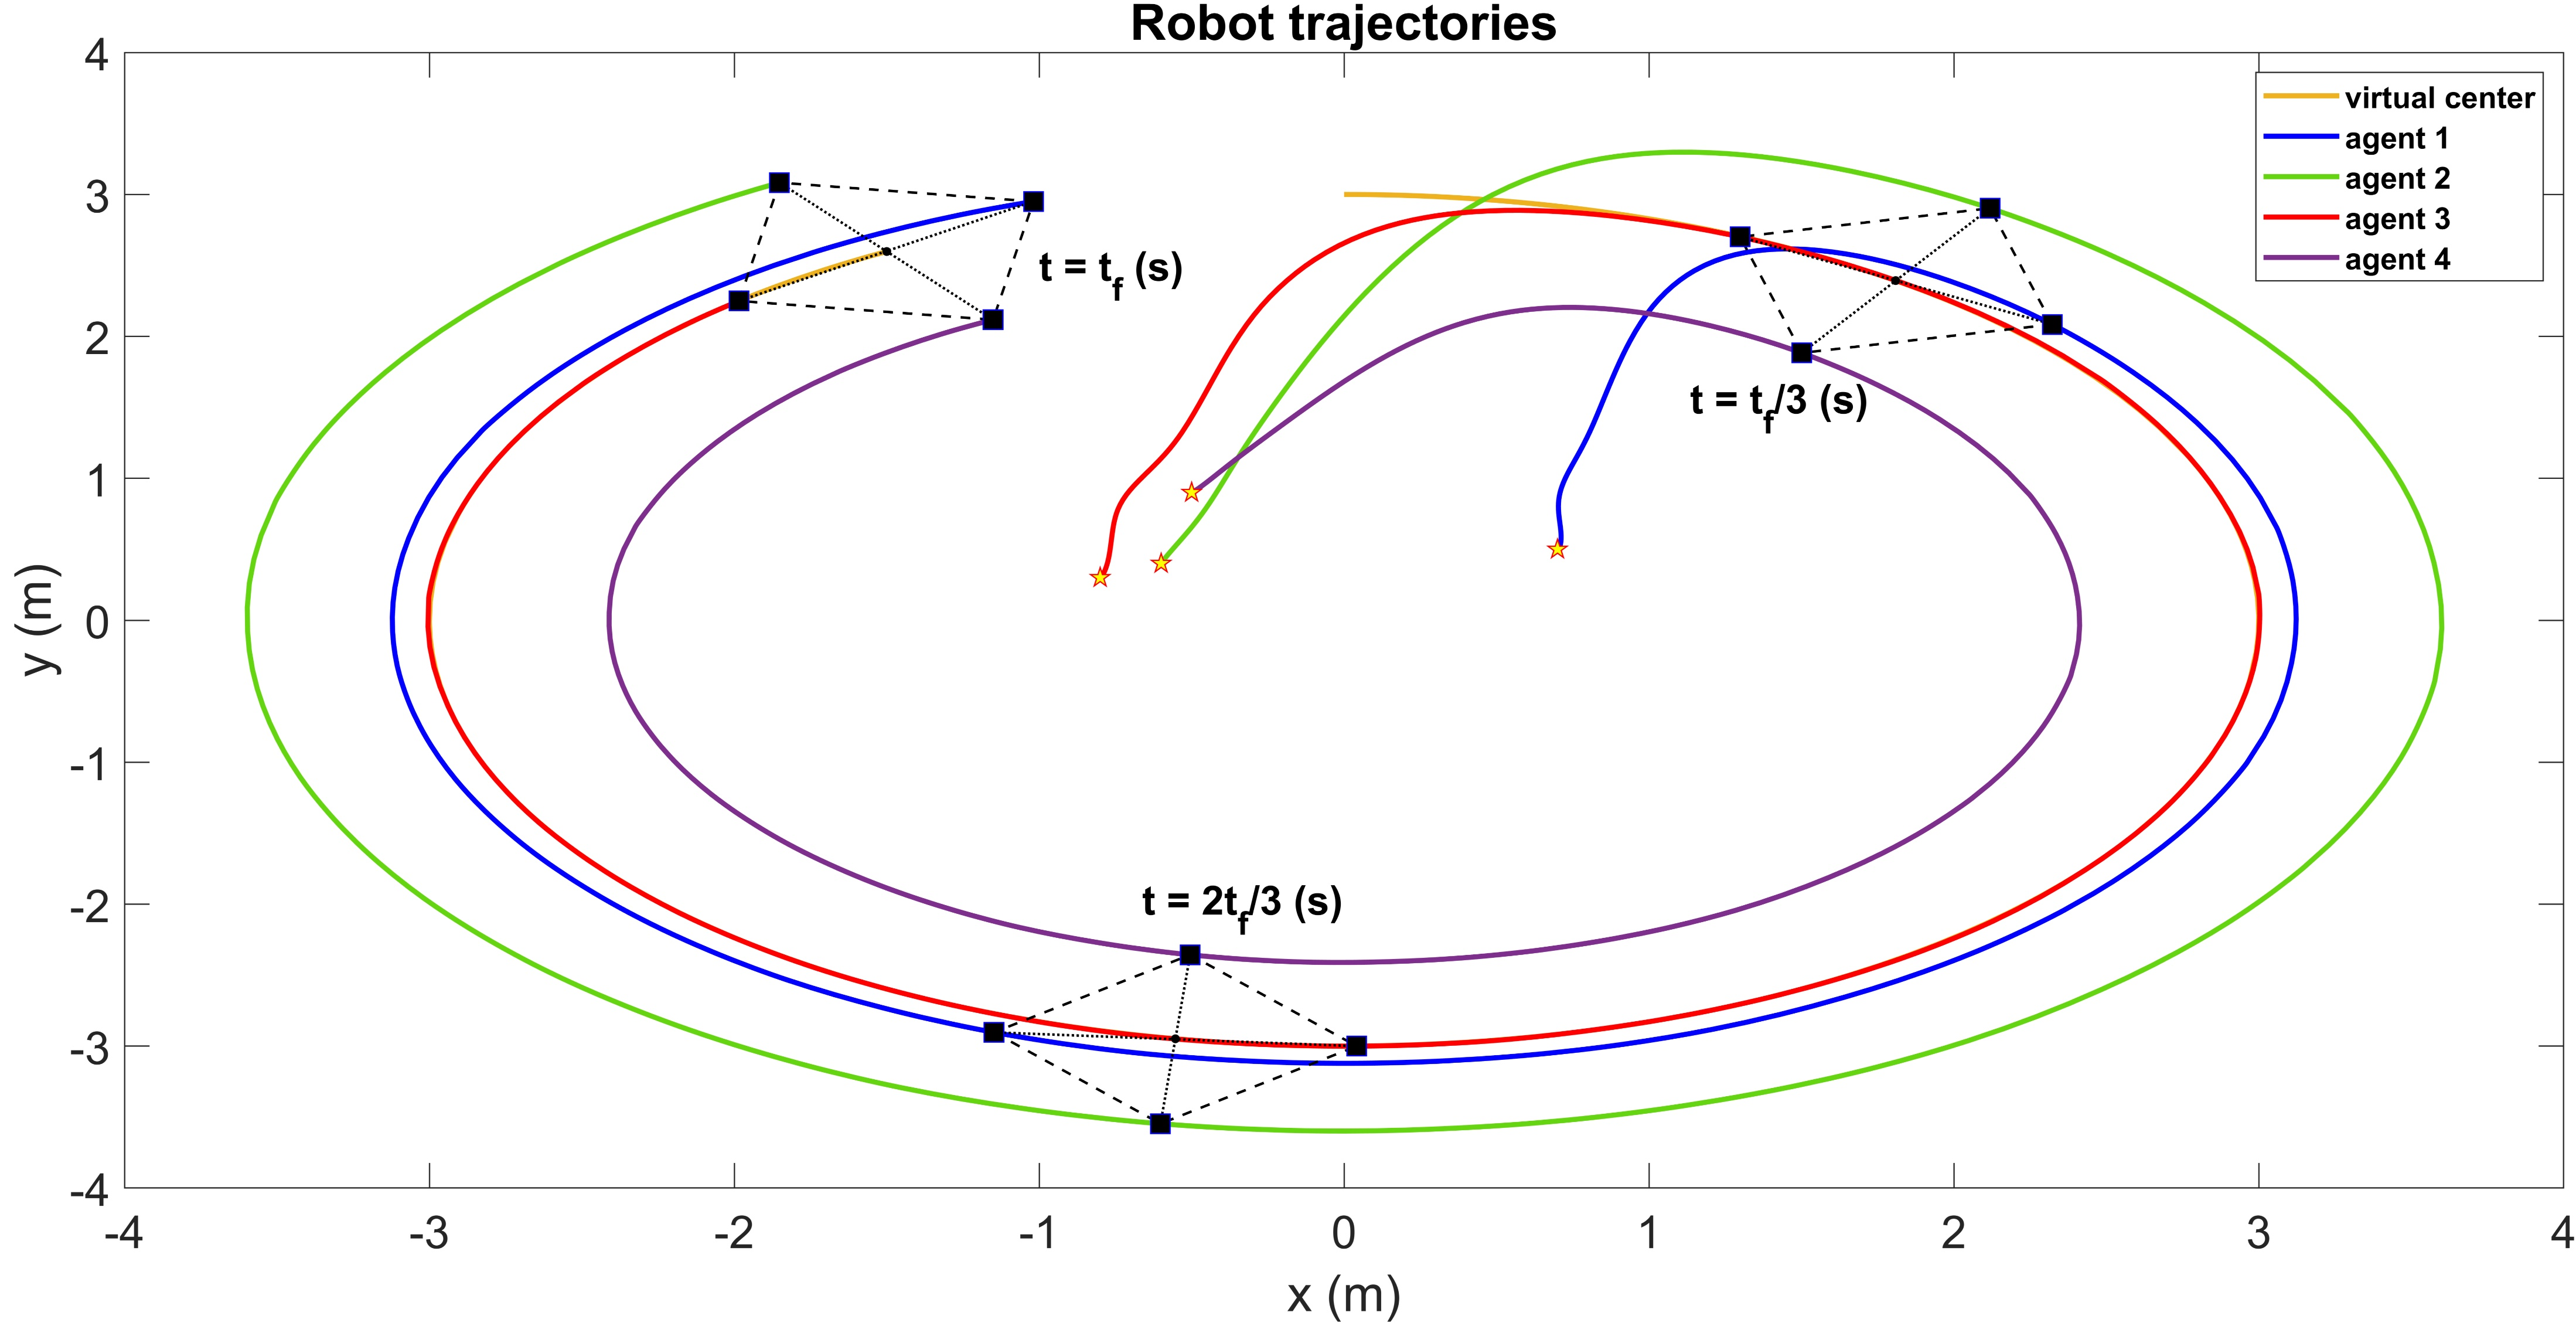 Robot trajectories
virtual center
agent 1
agent 2
agent 3
agent 4
t = tf (s)
t = tf/3 (s)
t = 2tf/3 (s)
y (m)
4
3
2
1
0
-1
-2
-3
-4
-4 -3 -2 -1 0 1 2 3 4
x (m)